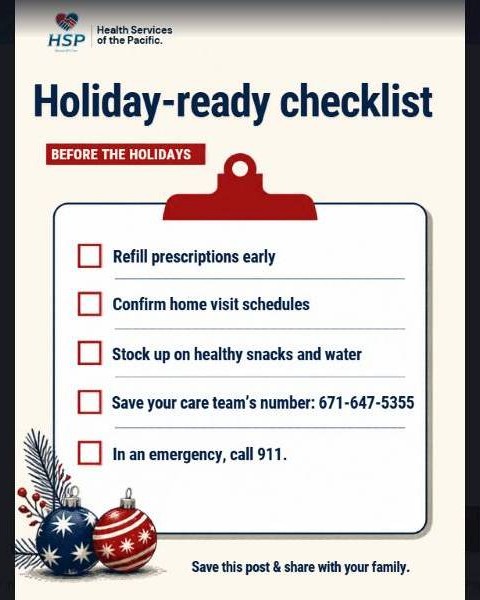 HSP
Health Services
of the Pacific.
Holiday-ready checklist
BEFORE THE HOLIDAYS
Refill prescriptions early
Confirm home visit schedules
Stock up on healthy snacks and water
Save your care team's number: 671-647-5355
In an emergency, call 911.
Save this post & share with your family.